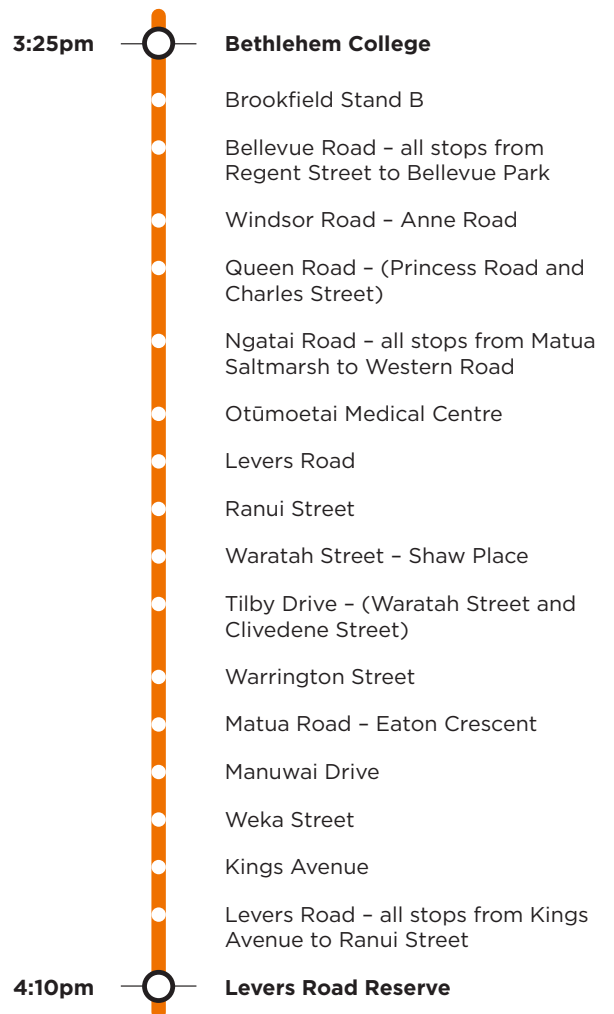 3:25pm Bethlehem College
Brookfield Stand B
Bellevue Road – all stops from
Regent Street to Bellevue Park
Windsor Road – Anne Road
Queen Road – (Princess Road and
Charles Street)
Ngatai Road – all stops from Matua
Saltmarsh to Western Road
Otūmoetai Medical Centre
Levers Road
Ranui Street
Waratah Street – Shaw Place
Tilby Drive – (Waratah Street and
Clivedene Street)
Warrington Street
Matua Road – Eaton Crescent
Manuwai Drive
Weka Street
Kings Avenue
Levers Road – all stops from Kings
Avenue to Ranui Street
4:10pm Levers Road Reserve